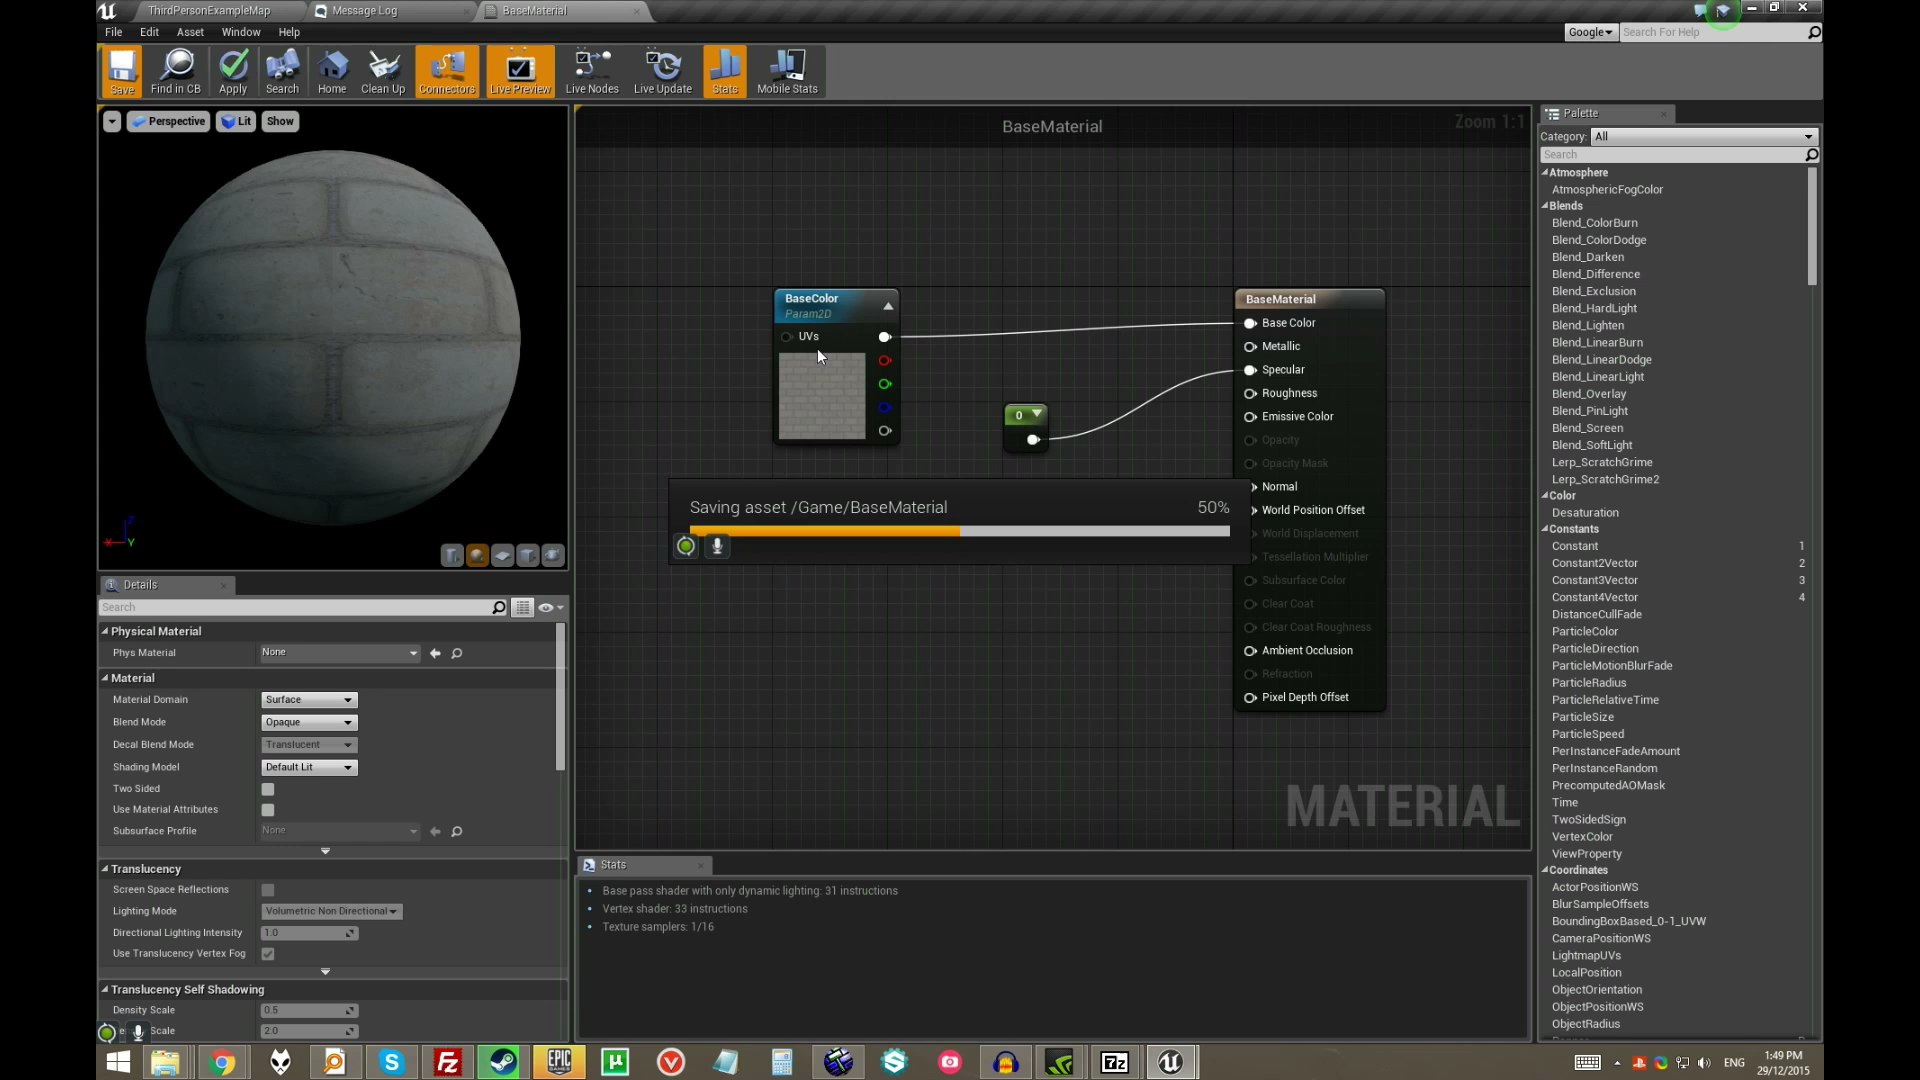 ThirdPersonExampleMap
Message Log
BaseMaterial
File Edit Asset Window Help
Google
Search For Help
Save
Find in CB
Apply
Search
Home
Clean Up
Connectors
Live Preview
Live Nodes
Live Update
Stats
Mobile Stats
Perspective
Lit
Show
Z
X
Y
BaseMaterial
Zoom 1:1
BaseColor
Param2D
UVs
0
BaseMaterial
Base Color
Metallic
Specular
Roughness
Emissive Color
Opacity
Opacity Mask
Normal
World Position Offset
World Displacement
Tessellation Multiplier
Subsurface Color
Clear Coat
Clear Coat Roughness
Ambient Occlusion
Refraction
Pixel Depth Offset
Saving asset /Game/BaseMaterial 50%
MATERIAL
Details
Search
Physical Material
Phys Material None
Material
Material Domain Surface
Blend Mode Opaque
Decal Blend Mode Translucent
Shading Model Default Lit
Two Sided
Use Material Attributes
Subsurface Profile None
Translucency
Screen Space Reflections
Lighting Mode Volumetric Non Directional
Directional Lighting Intensity 1.0
Use Translucency Vertex Fog
Translucency Self Shadowing
Density Scale 0.5
Scale 2.0
Stats
Base pass shader with only dynamic lighting: 31 instructions
Vertex shader: 33 instructions
Texture samplers: 1/16
Palette
Category: All
Search
Atmosphere
AtmosphericFogColor
Blends
Blend_ColorBurn
Blend_ColorDodge
Blend_Darken
Blend_Difference
Blend_Exclusion
Blend_HardLight
Blend_Lighten
Blend_LinearBurn
Blend_LinearDodge
Blend_LinearLight
Blend_Overlay
Blend_PinLight
Blend_Screen
Blend_SoftLight
Lerp_ScratchGrime
Lerp_ScratchGrime2
Color
Desaturation
Constants
Constant 1
Constant2Vector 2
Constant3Vector 3
Constant4Vector 4
DistanceCullFade
ParticleColor
ParticleDirection
ParticleMotionBlurFade
ParticleRadius
ParticleRelativeTime
ParticleSize
ParticleSpeed
PerInstanceFadeAmount
PerInstanceRandom
PrecomputedAOMask
Time
TwoSidedSign
VertexColor
ViewProperty
Coordinates
ActorPositionWS
BlurSampleOffsets
BoundingBoxBased_0-1_UVW
CameraPositionWS
LightmapUVs
LocalPosition
ObjectOrientation
ObjectPositionWS
ObjectRadius
EPIC
GAMES
7z
ENG
1:49 PM
29/12/2015